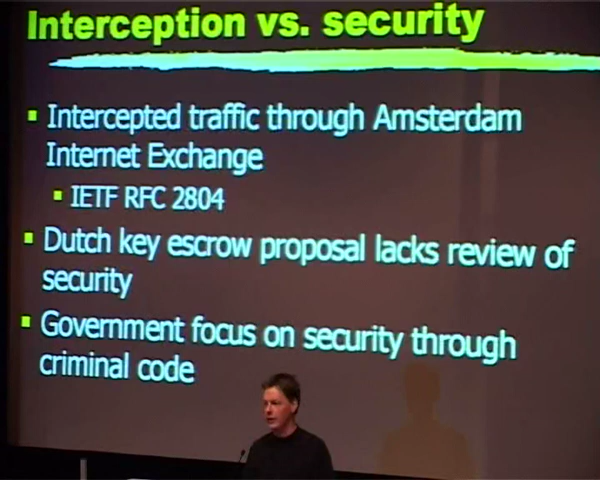 Interception vs. security
Intercepted traffic through Amsterdam
Internet Exchange
IETF RFC 2804
Dutch key escrow proposal lacks review of
security
Government focus on security through
criminal code